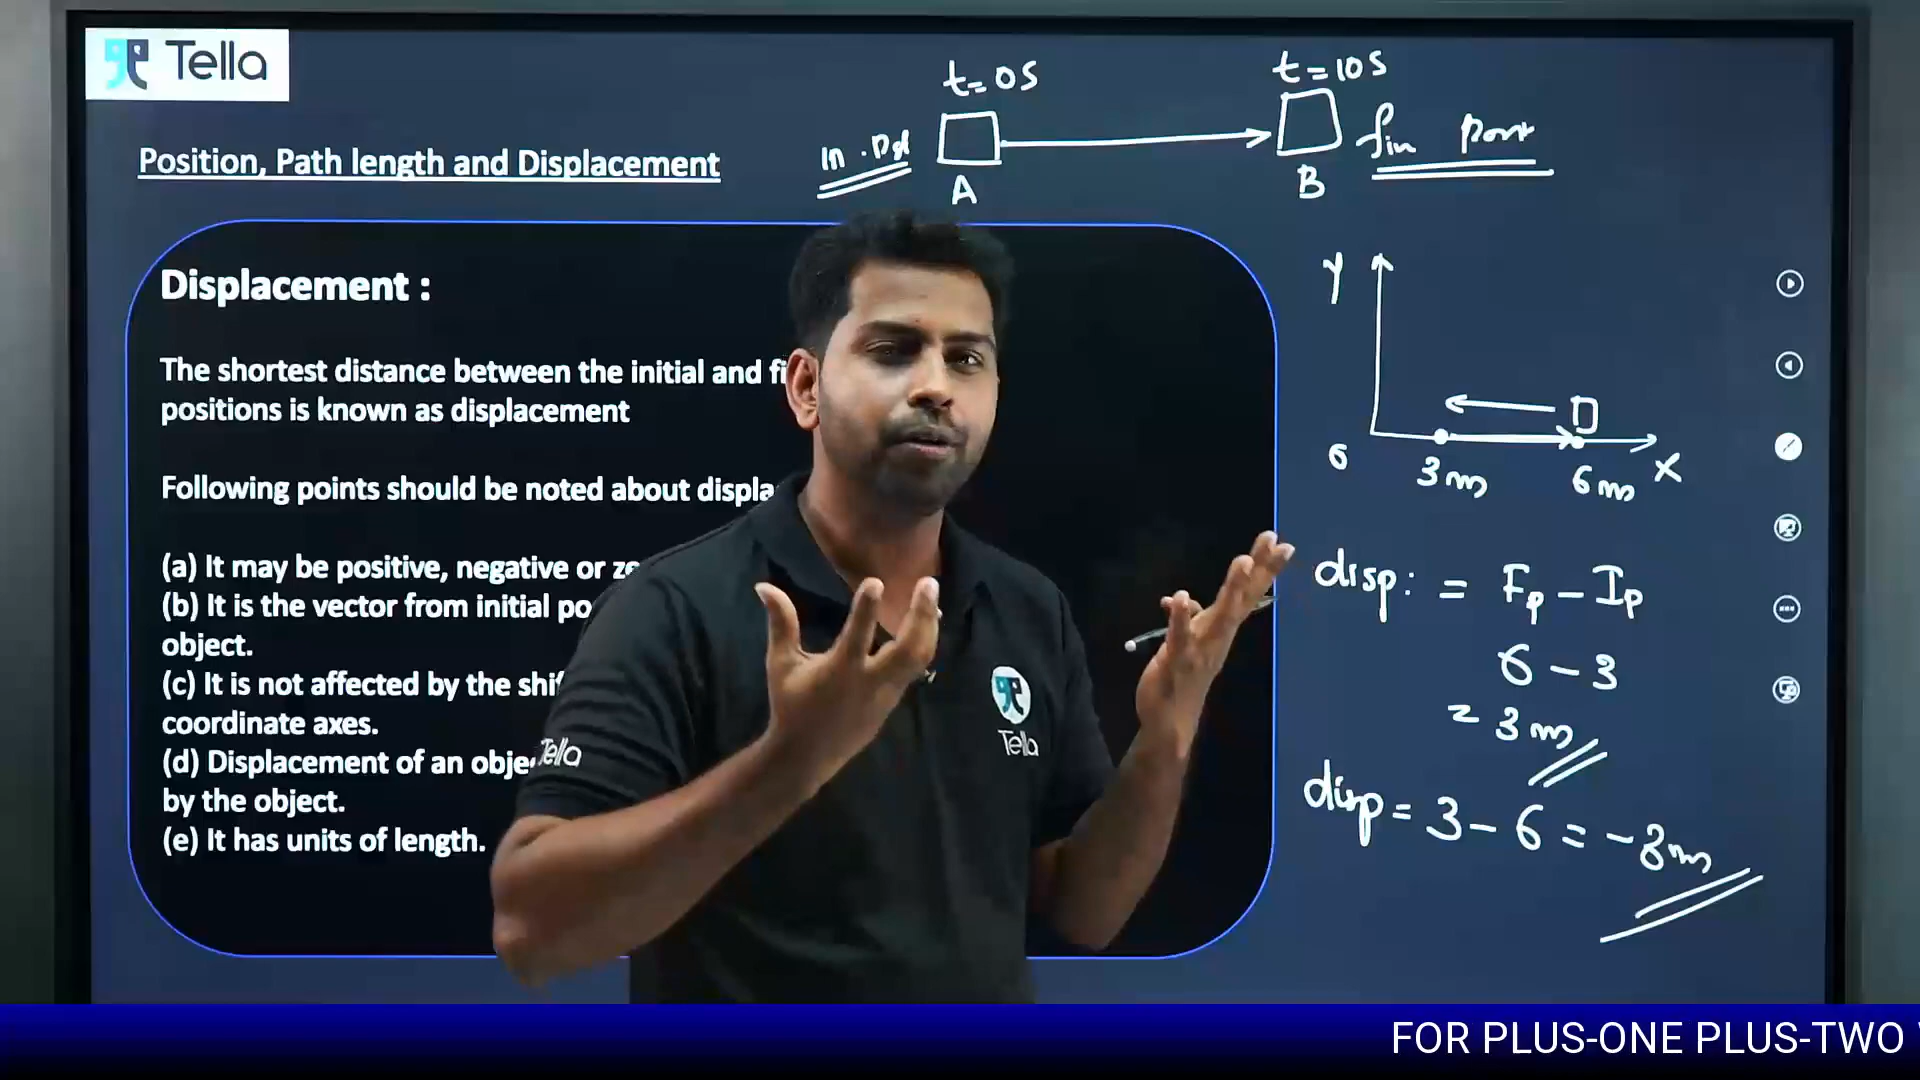 Tella
t=0s
t=10s
Position, Path length and Displacement
In.
fin
A
B
Displacement :
Y
The shortest distance between the initial and fi
positions is known as displacement
3m
6m
X
Following points should be noted about displa
(a) It may be positive, negative or ze
(b) It is the vector from initial po
object.
(c) It is not affected by the shif
coordinate axes.
(d) Displacement of an obje
by the object.
(e) It has units of length.
disp: = Fp - Ip
6 - 3
= 3m
disp = 3 - 6 = -3m
Tella
Tella
FOR PLUS-ONE PLUS-TWO